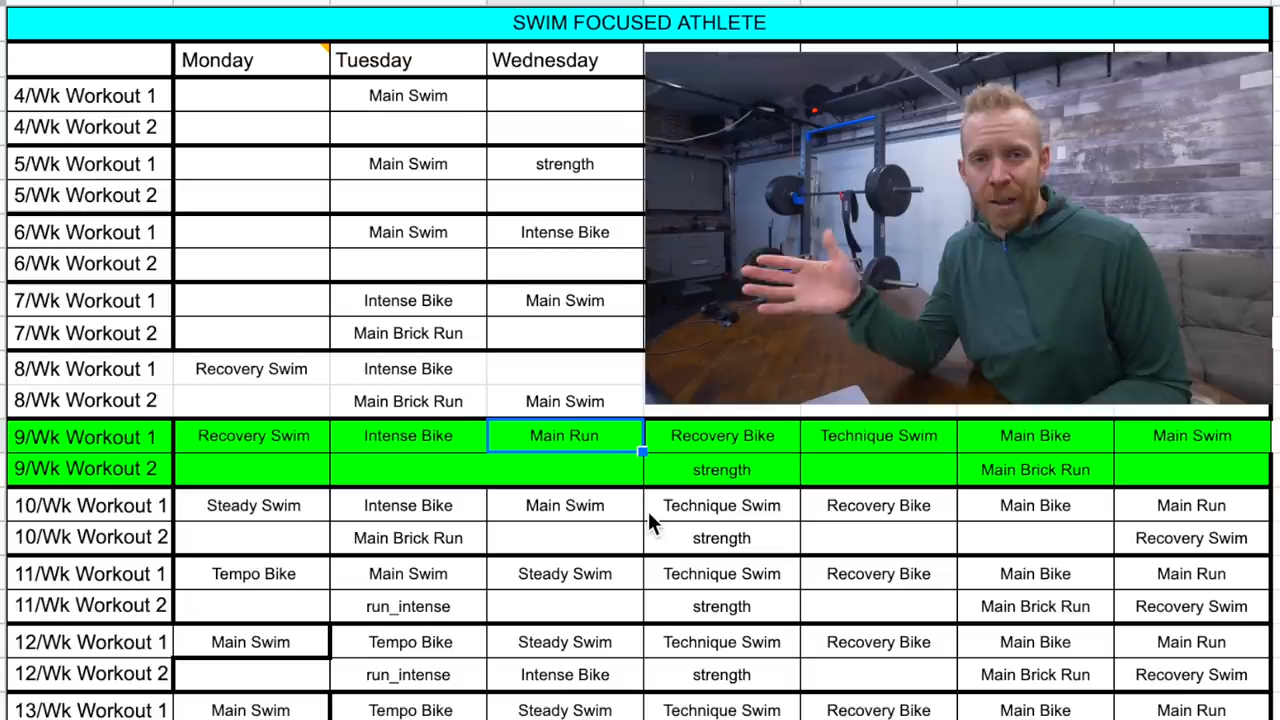 SWIM FOCUSED ATHLETE
Monday Tuesday Wednesday
4/Wk Workout 1 Main Swim
4/Wk Workout 2
5/Wk Workout 1 Main Swim strength
5/Wk Workout 2
6/Wk Workout 1 Main Swim Intense Bike
6/Wk Workout 2
7/Wk Workout 1 Intense Bike Main Swim
7/Wk Workout 2 Main Brick Run
8/Wk Workout 1 Recovery Swim Intense Bike
8/Wk Workout 2 Main Brick Run Main Swim
9/Wk Workout 1 Recovery Swim Intense Bike Main Run Recovery Bike Technique Swim Main Bike Main Swim
9/Wk Workout 2 strength Main Brick Run
10/Wk Workout 1 Steady Swim Intense Bike Main Swim Technique Swim Recovery Bike Main Bike Main Run
10/Wk Workout 2 Main Brick Run strength Recovery Swim
11/Wk Workout 1 Tempo Bike Main Swim Steady Swim Technique Swim Recovery Bike Main Bike Main Run
11/Wk Workout 2 run_intense strength Main Brick Run Recovery Swim
12/Wk Workout 1 Main Swim Tempo Bike Steady Swim Technique Swim Recovery Bike Main Bike Main Run
12/Wk Workout 2 run_intense Intense Bike strength Main Brick Run Recovery Swim
13/Wk Workout 1 Main Swim Tempo Bike Steady Swim Technique Swim Recovery Bike Main Bike Main Run